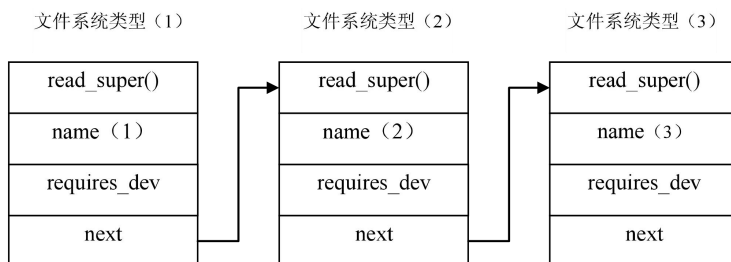 文件系统类型（1）
文件系统类型（2）
文件系统类型（3）
read_super()
name（1）
requires_dev
next
read_super()
name（2）
requires_dev
next
read_super()
name（3）
requires_dev
next